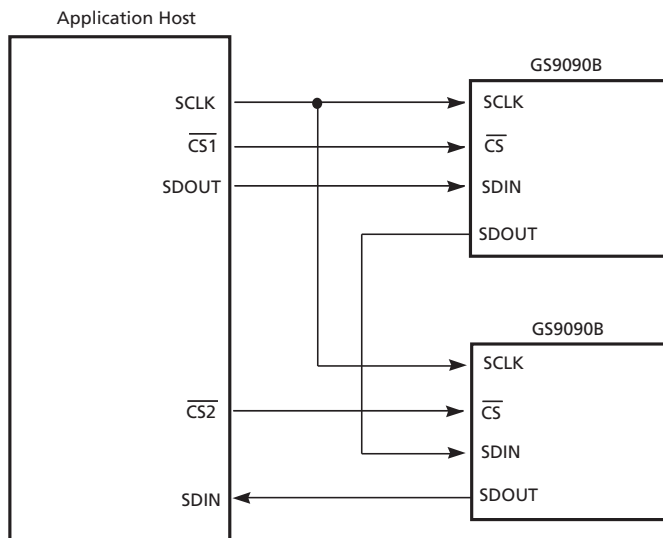 Application Host
SCLK
CS1
SDOUT
CS2
SDIN
GS9090B
SCLK
CS
SDIN
SDOUT
GS9090B
SCLK
CS
SDIN
SDOUT